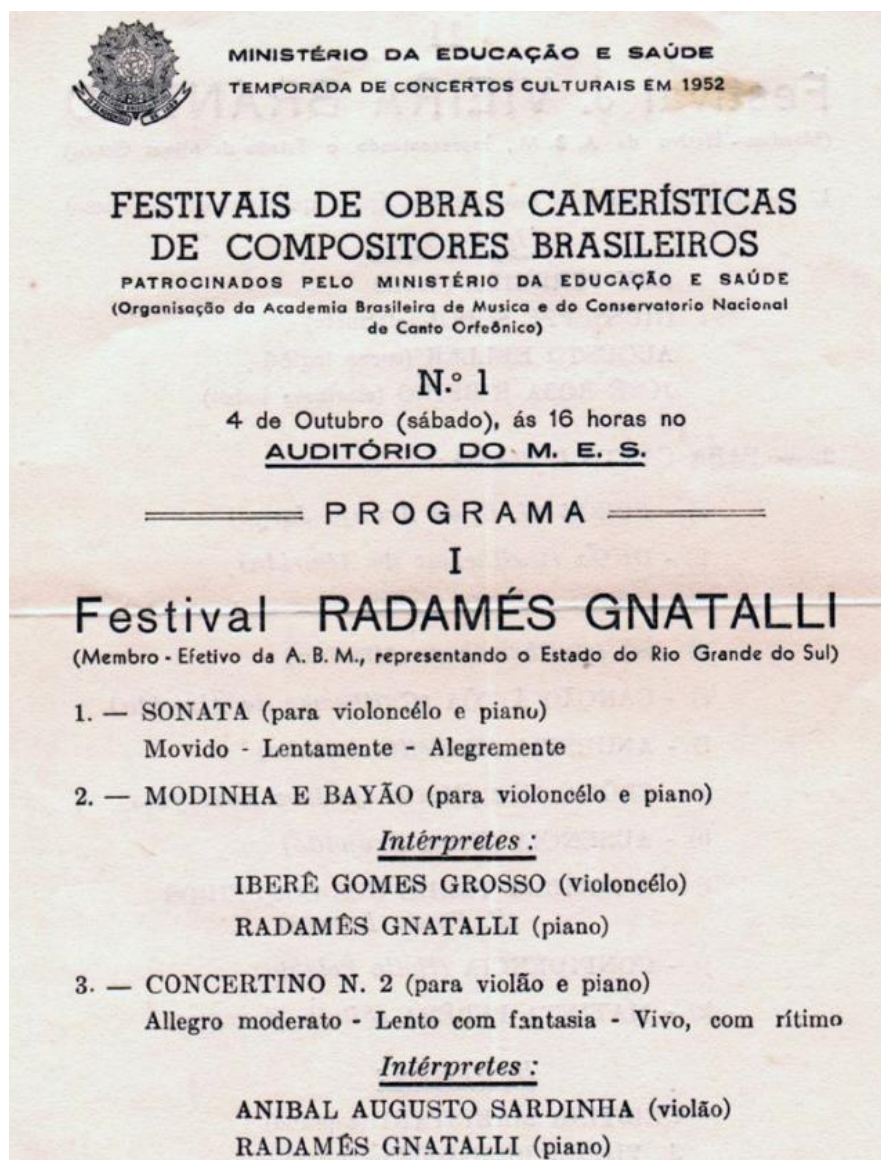 MINISTÉRIO DA EDUCAÇÃO E SAÚDE
TEMPORADA DE CONCERTOS CULTURAIS EM 1952
FESTIVAIS DE OBRAS CAMERÍSTICAS
DE COMPOSITORES BRASILEIROS
PATROCINADOS PELO MINISTÉRIO DA EDUCAÇÃO E SAÚDE
(Organisação da Academia Brasileira de Musica e do Conservatorio Nacional
de Canto Orfeônico)
N.º 1
4 de Outubro (sábado), ás 16 horas no
AUDITÓRIO DO M. E. S.
PROGRAMA
I
Festival RADAMÉS GNATALLI
(Membro - Efetivo da A. B. M., representando o Estado do Rio Grande do Sul)
1. — SONATA (para violoncélo e piano)
Movido - Lentamente - Alegremente
2. — MODINHA E BAYÃO (para violoncélo e piano)
Intérpretes :
IBERÊ GOMES GROSSO (violoncélo)
RADAMÊS GNATALLI (piano)
3. — CONCERTINO N. 2 (para violão e piano)
Allegro moderato - Lento com fantasia - Vivo, com rítimo
Intérpretes :
ANIBAL AUGUSTO SARDINHA (violão)
RADAMÊS GNATALLI (piano)